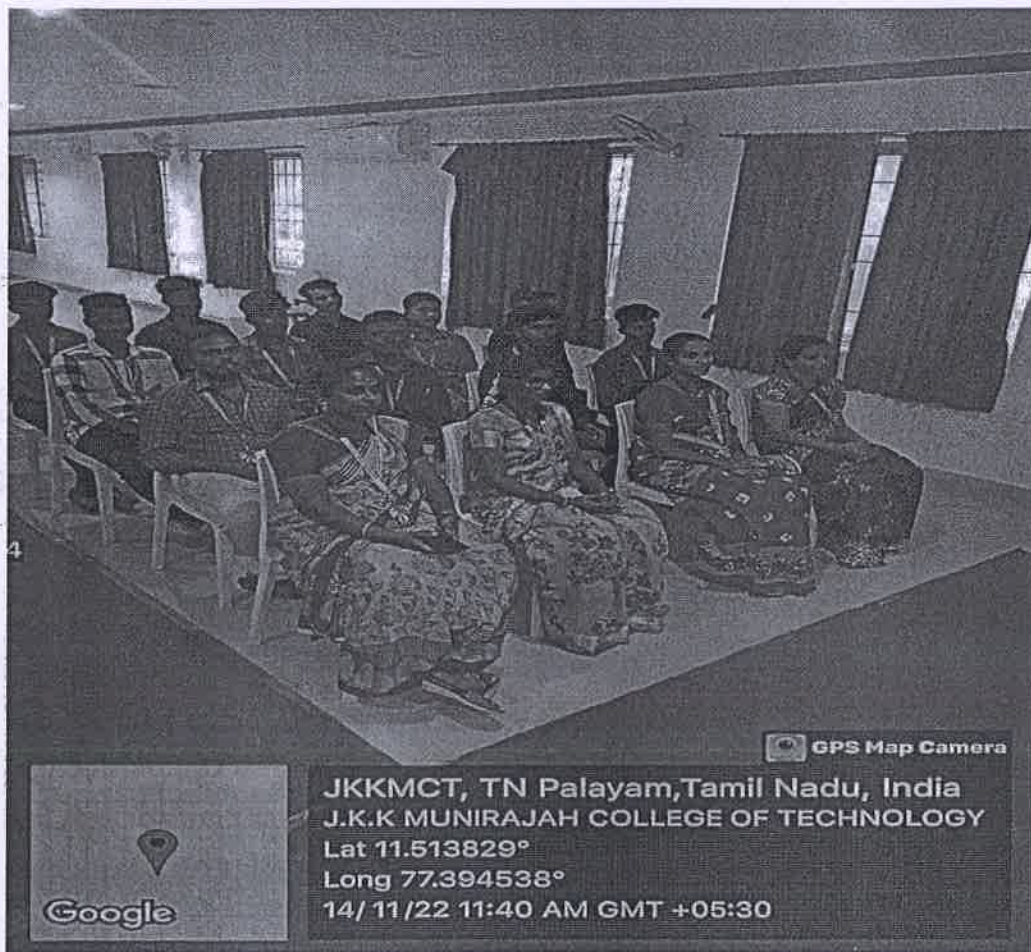 4
GPS Map Camera
JKKMCT, TN Palayam,Tamil Nadu, India
J.K.K MUNIRAJAH COLLEGE OF TECHNOLOGY
Lat 11.513829°
Long 77.394538°
14/ 11/22 11:40 AM GMT +05:30
Google